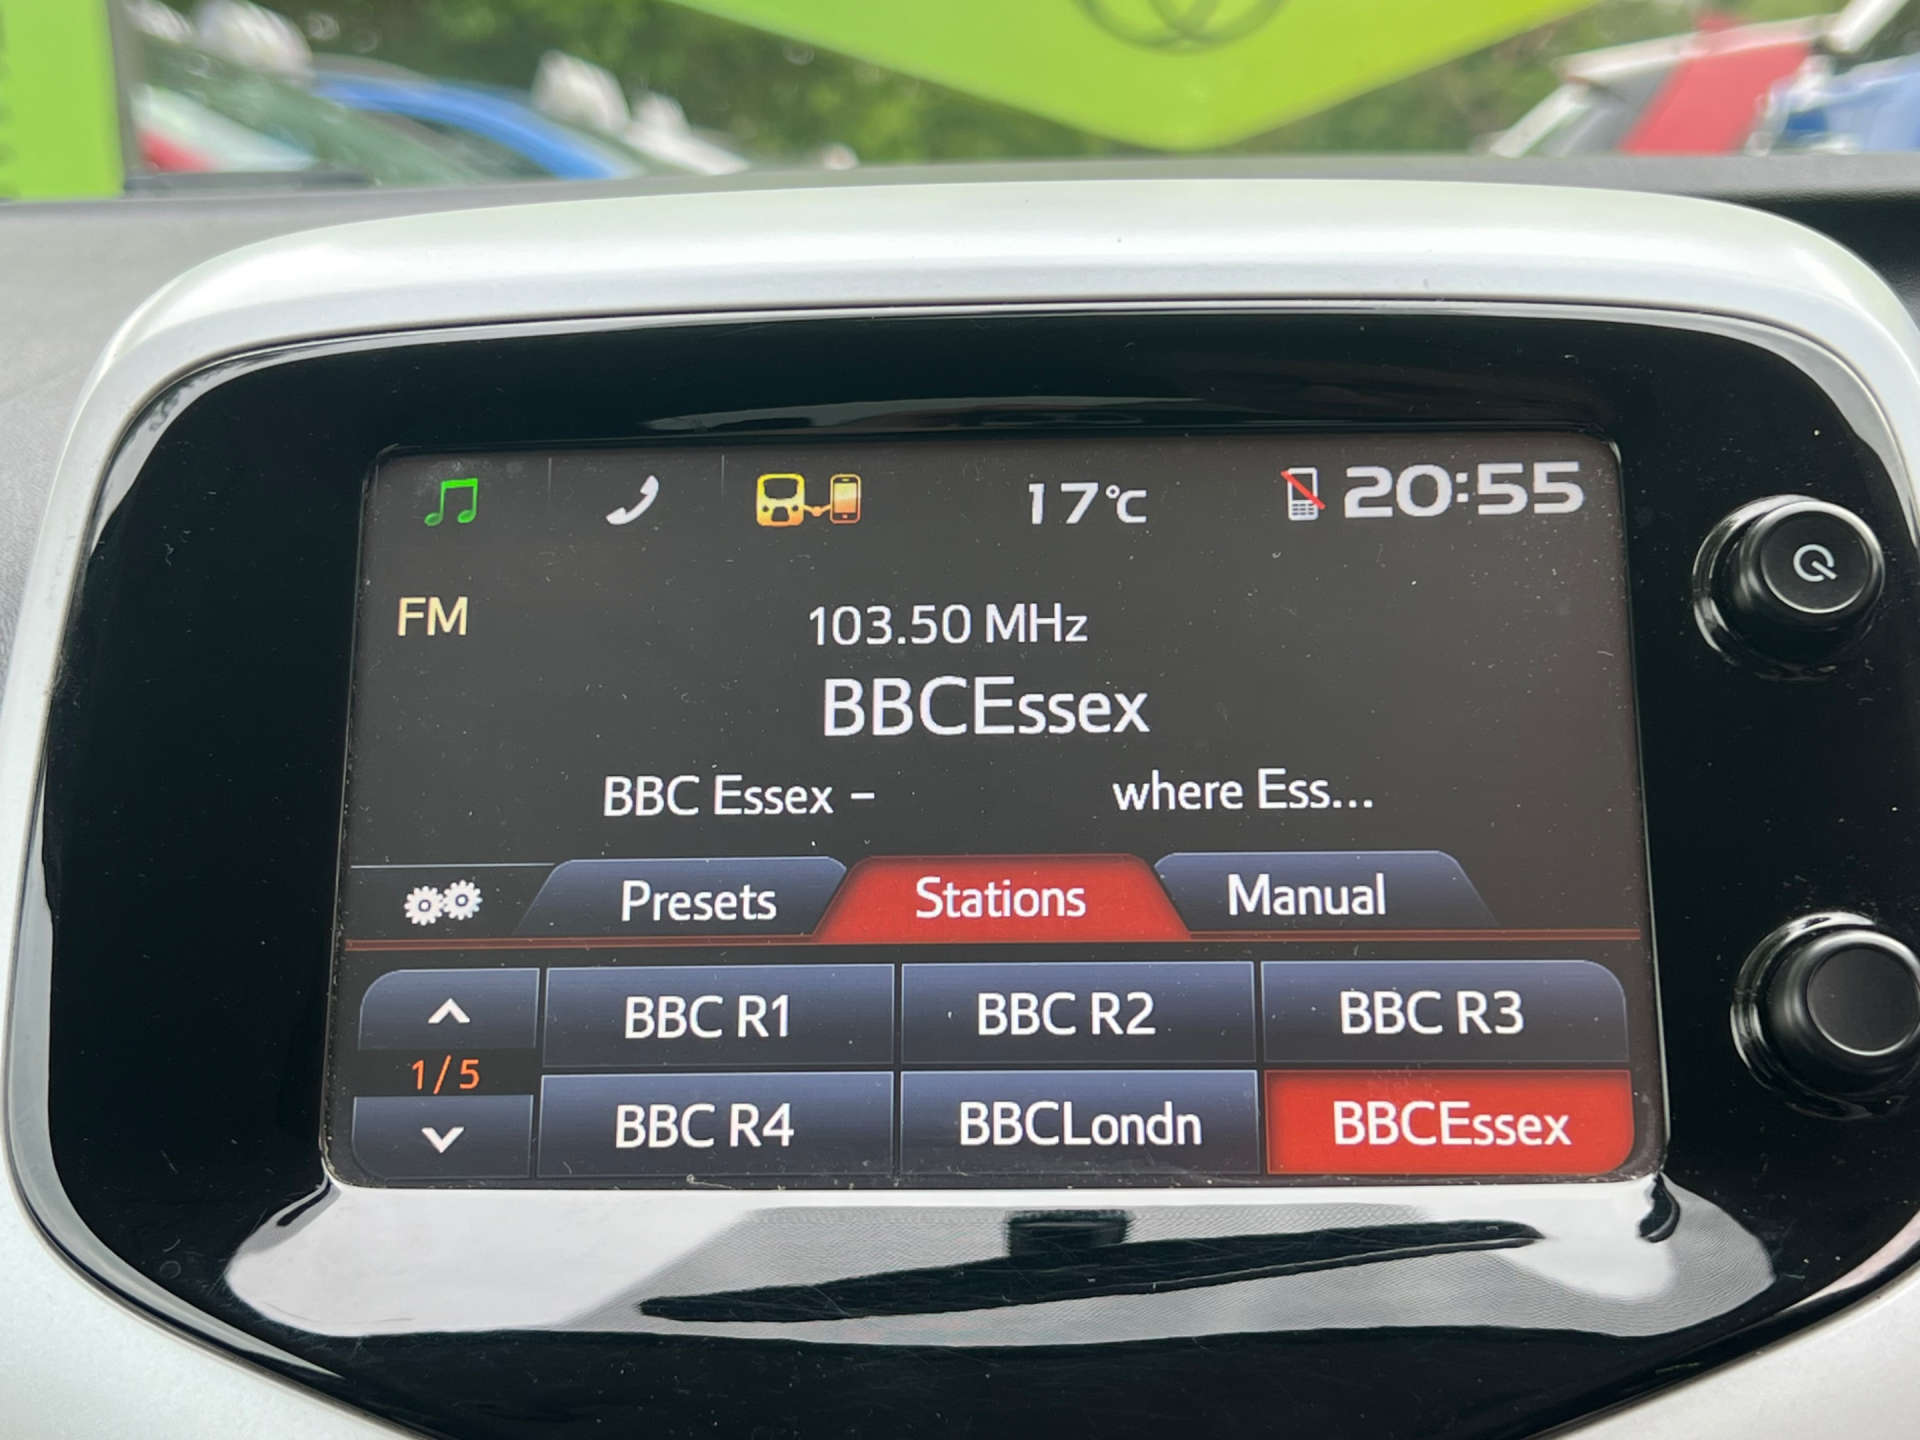 17°C 20:55
FM
103.50 MHz
BBCEssex
BBC Essex – where Ess...
Presets Stations Manual
BBC R1 BBC R2 BBC R3
1/5
BBC R4 BBCLondn BBCEssex